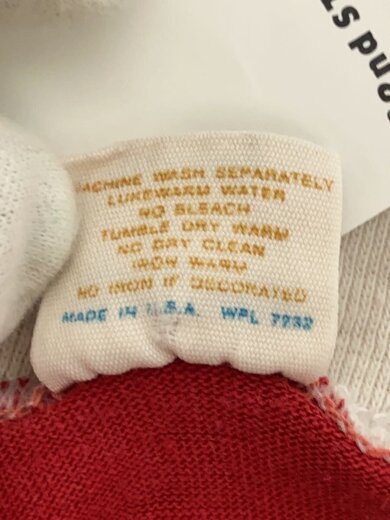 MACHINE WASH SEPARATELY
LUKEWARM WATER
NO BLEACH
TUMBLE DRY WARM
NO DRY CLEAN
IRON WARM
NO IRON IF DECORATED
MADE IN U.S.A. WPL 7932